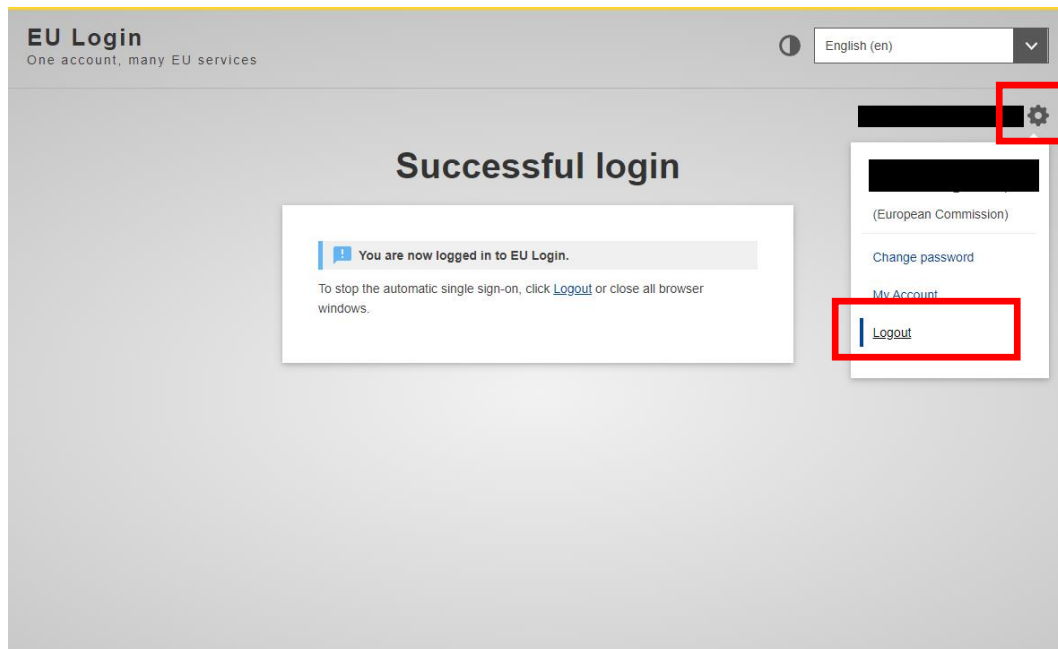 EU Login
One account, many EU services
English (en)
Successful login
You are now logged in to EU Login.
To stop the automatic single sign-on, click Logout or close all browser
windows.
(European Commission)
Change password
My Account
Logout